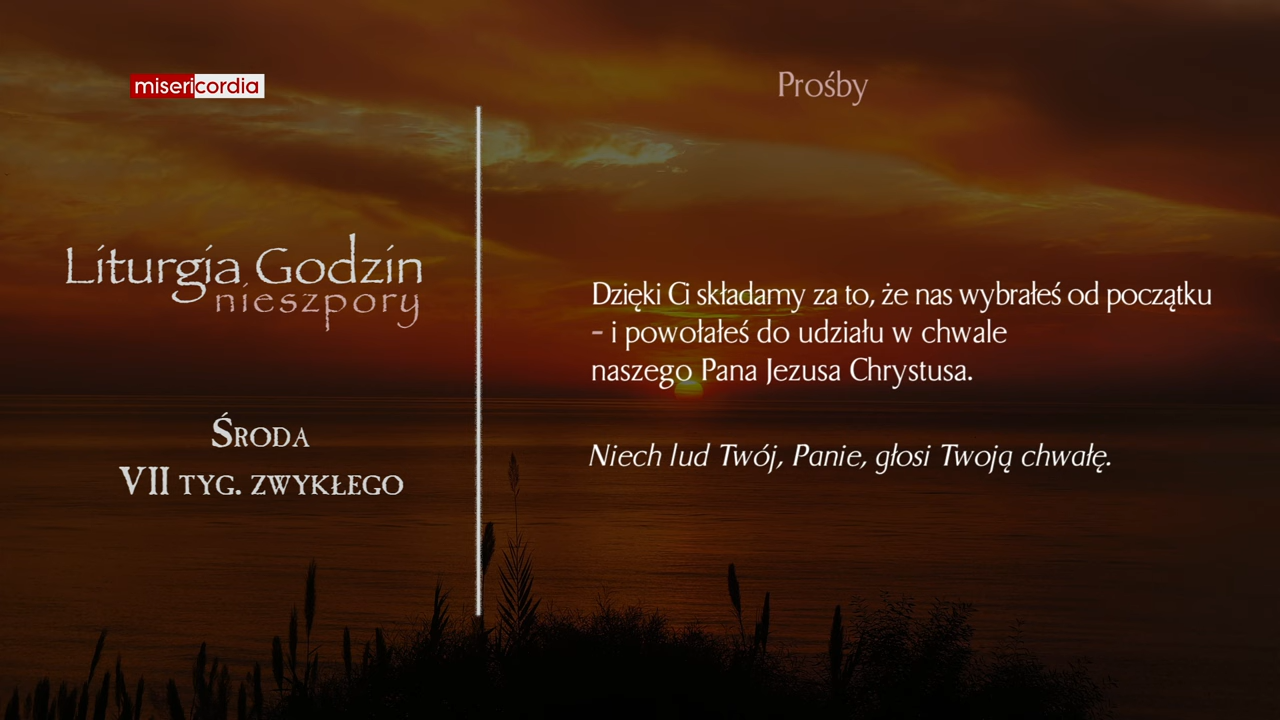 misericordia
Prośby
Liturgia Godzin
nieszpory
Środa
VII tyg. zwykłego
Dzięki Ci składamy za to, że nas wybrałeś od początku
- i powołałeś do udziału w chwale
naszego Pana Jezusa Chrystusa.
Niech lud Twój, Panie, głosi Twoją chwałę.